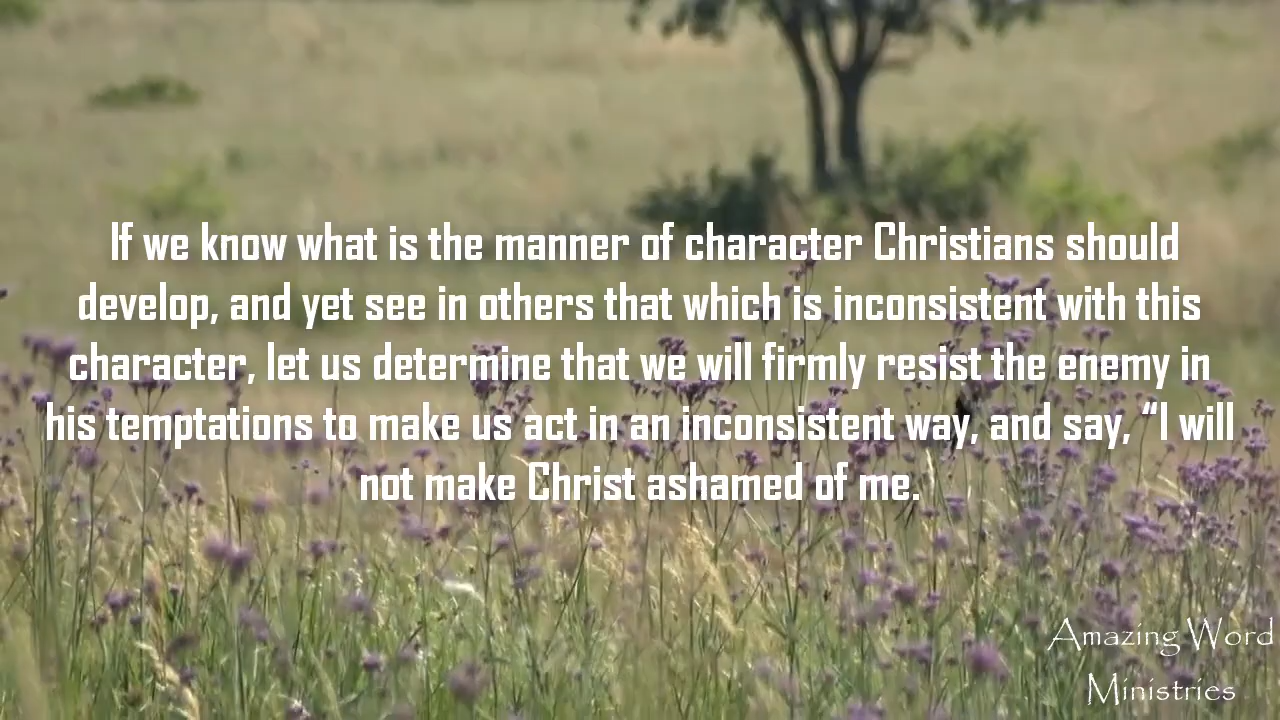 If we know what is the manner of character Christians should
develop, and yet see in others that which is inconsistent with this
character, let us determine that we will firmly resist the enemy in
his temptations to make us act in an inconsistent way, and say, “I will
not make Christ ashamed of me.
Amazing Word
Ministries